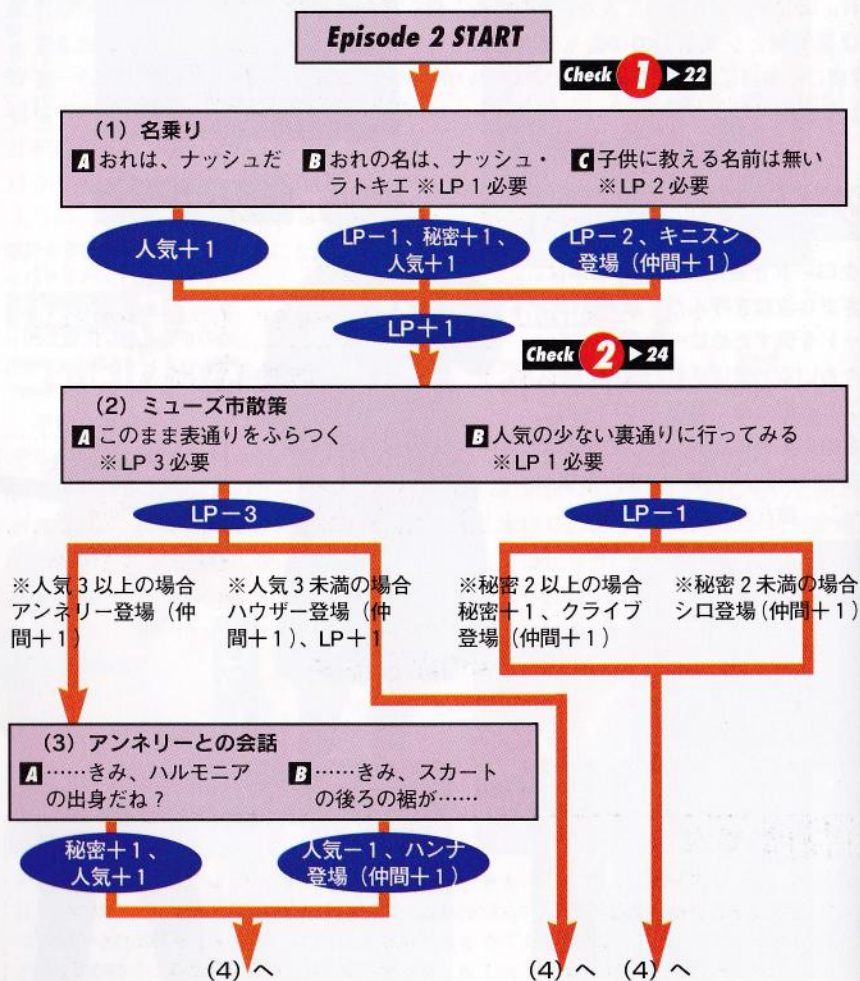 Episode 2 START
Check 1 ▶22
(1) 名乗り
A おれは、ナッシュだ
B おれの名は、ナッシュ・
ラトキエ ※LP 1 必要
C 子供に教える名前は無い
※LP 2 必要
人気+1
LP−1、秘密+1、
人気+1
LP−2、キニスン
登場(仲間+1)
LP+1
Check 2 ▶24
(2) ミューズ市散策
A このまま表通りをふらつく
※LP 3 必要
B 人気の少ない裏通りに行ってみる
※LP 1 必要
LP−3
LP−1
※人気 3 以上の場合
アンネリー登場(仲
間+1)
※人気 3 未満の場合
ハウザー登場(仲
間+1)、LP+1
※秘密 2 以上の場合
秘密+1、クライブ
登場(仲間+1)
※秘密 2 未満の場合
シロ登場(仲間+1)
(3) アンネリーとの会話
A ……きみ、ハルモニア
の出身だね?
B ……きみ、スカート
の後ろの裾が……
秘密+1、
人気+1
人気−1、ハンナ
登場(仲間+1)
(4) へ
(4) へ
(4) へ